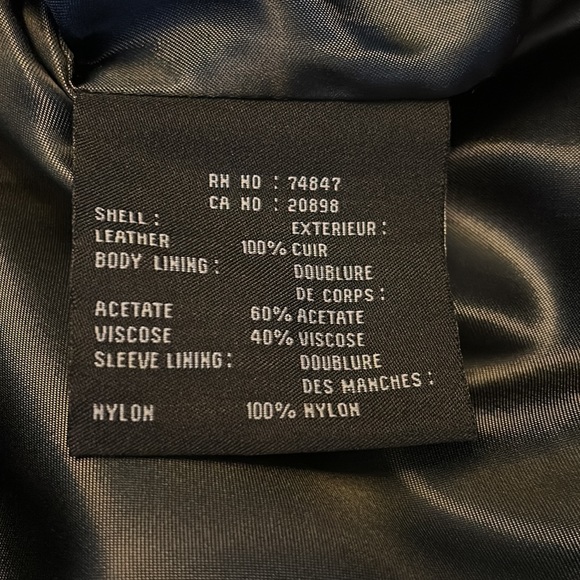 RN NO : 74847
CA NO : 20898
SHELL : EXTERIEUR :
LEATHER 100% CUIR
BODY LINING : DOUBLURE
DE CORPS :
ACETATE 60% ACETATE
VISCOSE 40% VISCOSE
SLEEVE LINING : DOUBLURE
DES MANCHES :
NYLON 100% NYLON